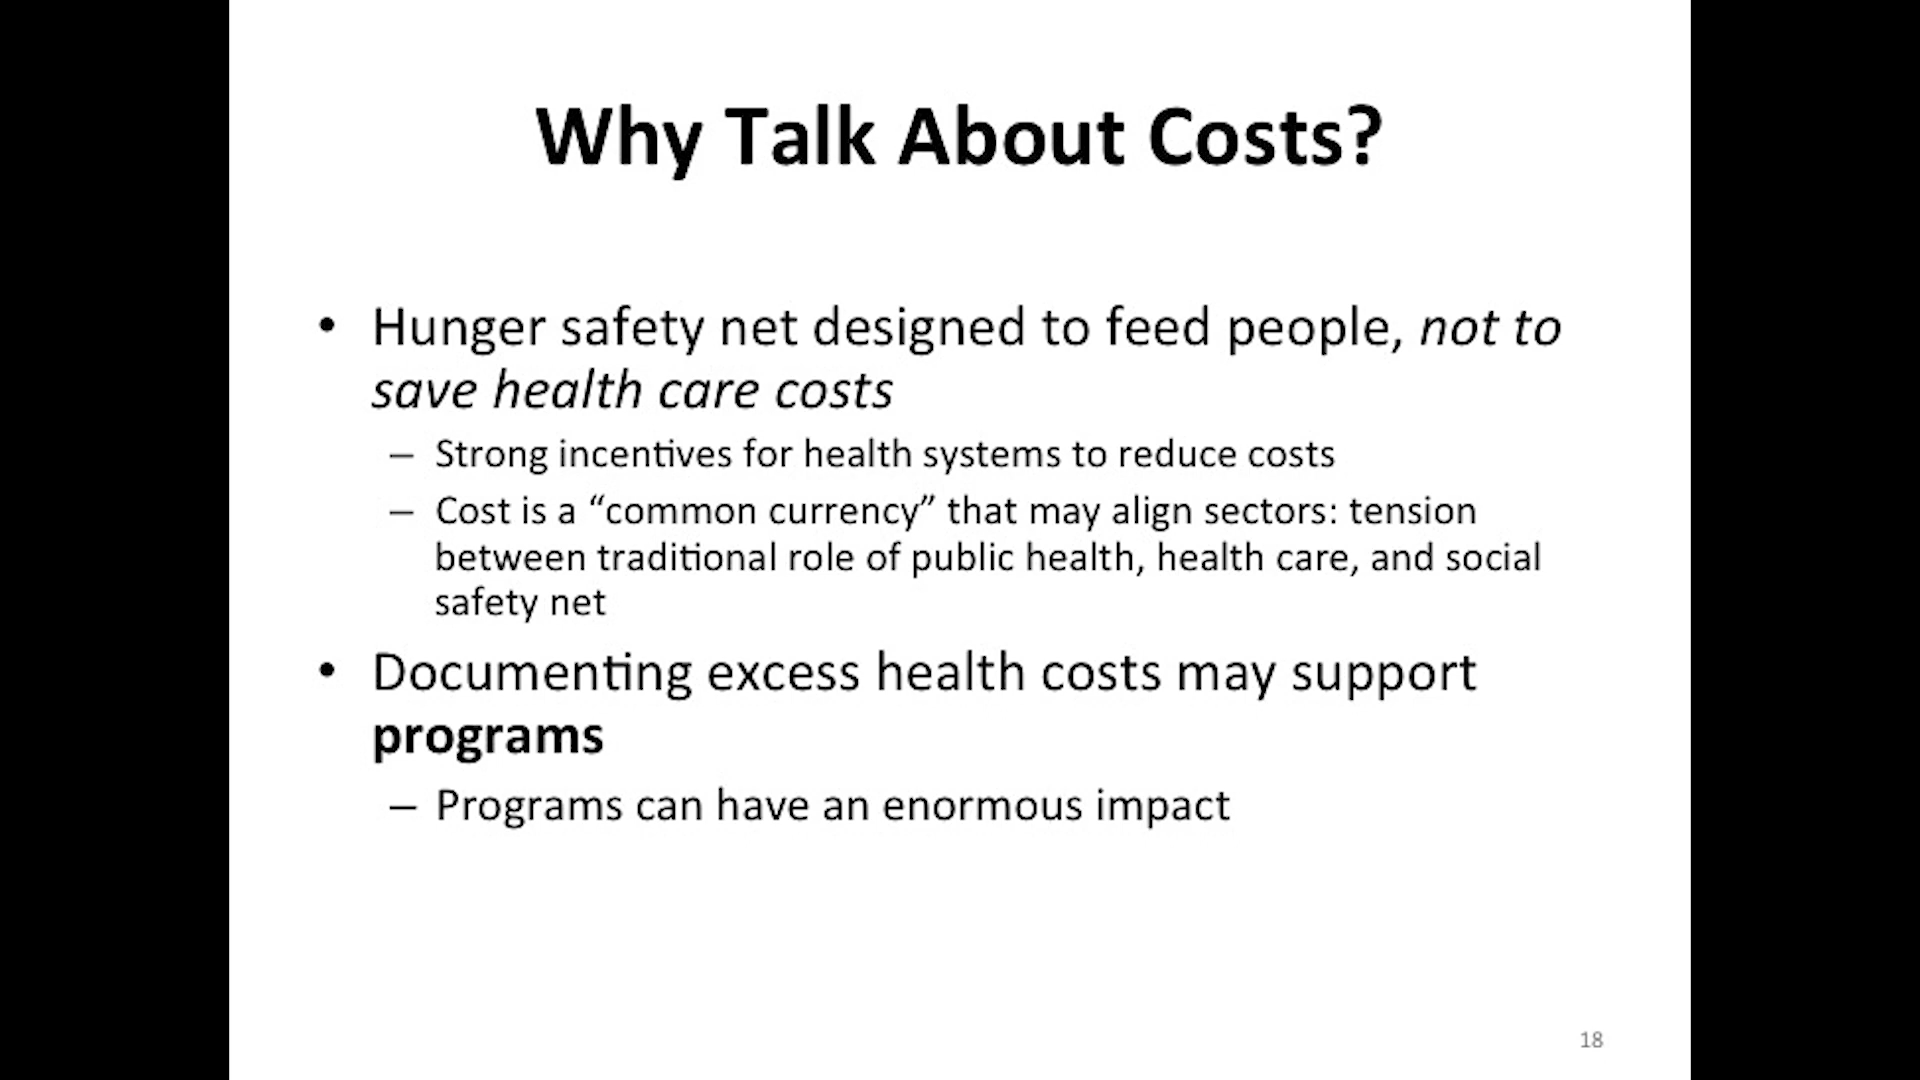 Why Talk About Costs?
• Hunger safety net designed to feed people, not to
save health care costs
– Strong incentives for health systems to reduce costs
– Cost is a “common currency” that may align sectors: tension
between traditional role of public health, health care, and social
safety net
• Documenting excess health costs may support
programs
– Programs can have an enormous impact
18